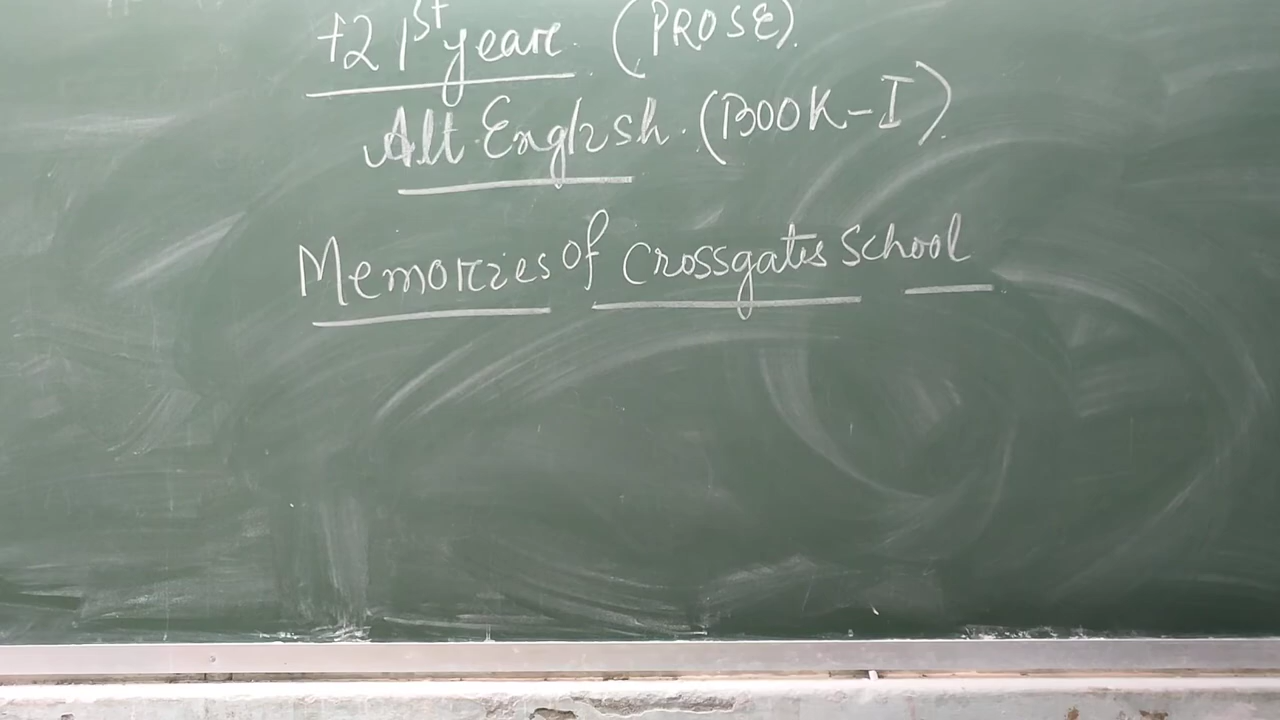 +2 1st year (PROSE).
Alt. English. (BOOK-I).
Memories of Crossgates School